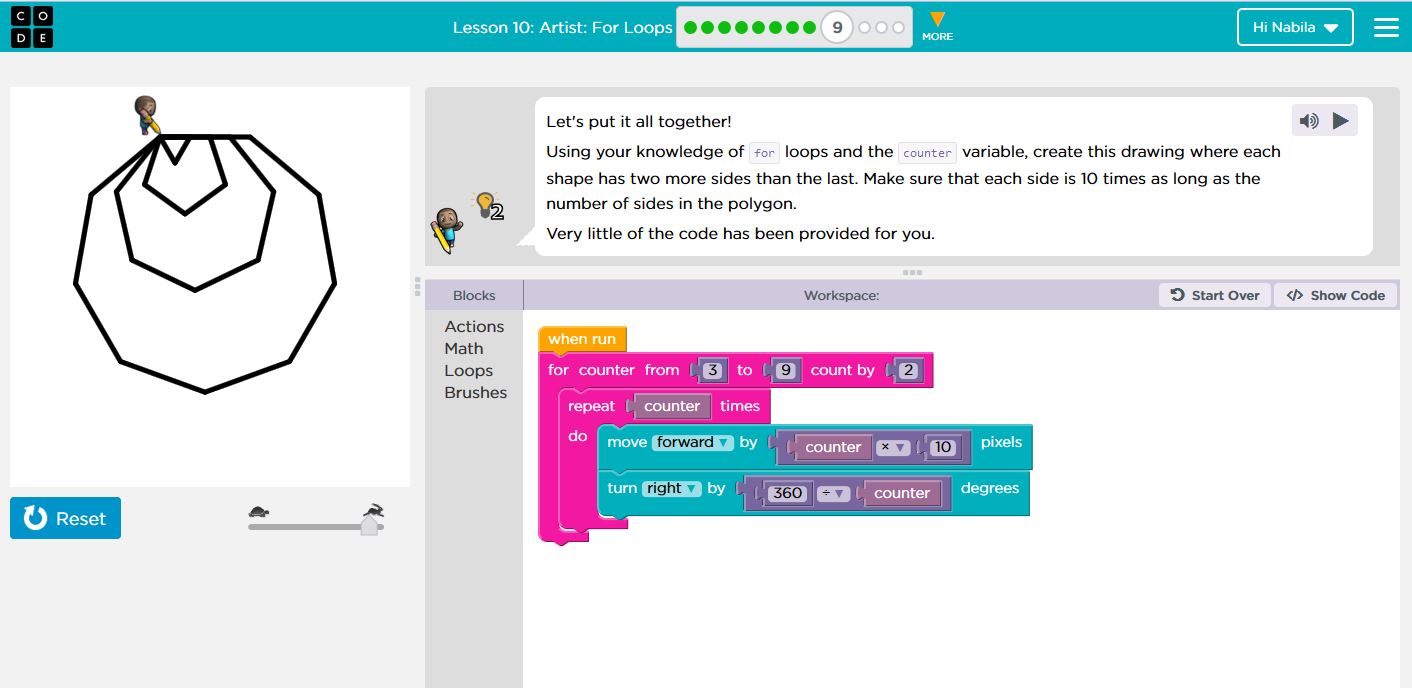 C O
D E
Lesson 10: Artist: For Loops
9
MORE
Hi Nabila
Let's put it all together!
Using your knowledge of for loops and the counter variable, create this drawing where each
shape has two more sides than the last. Make sure that each side is 10 times as long as the
number of sides in the polygon.
Very little of the code has been provided for you.
2
Blocks
Workspace:
Start Over
</> Show Code
Actions
Math
Loops
Brushes
when run
for counter from 3 to 9 count by 2
repeat counter times
do
move forward ▼ by counter × ▼ 10 pixels
turn right ▼ by 360 ÷ ▼ counter degrees
Reset